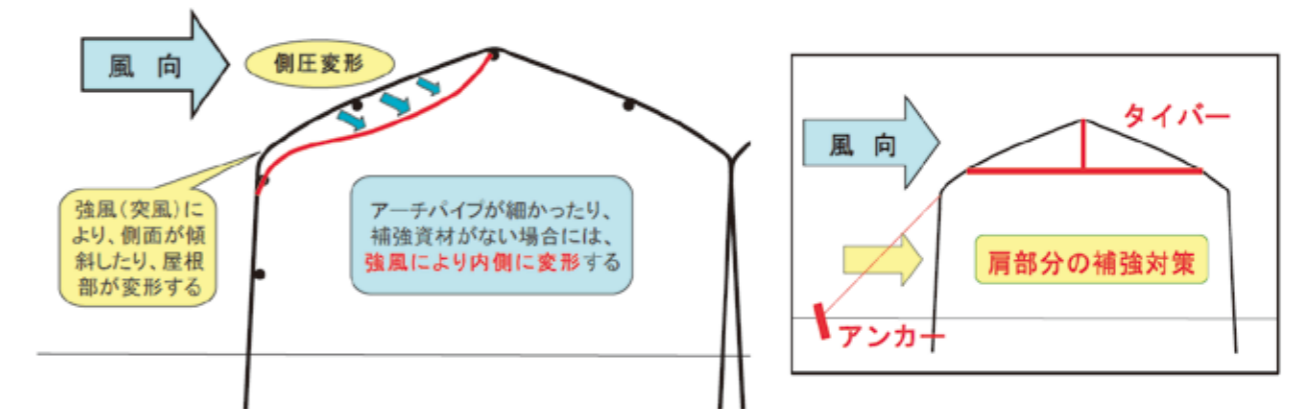 風 向
側圧変形
強風(突風)に
より、側面が傾
斜したり、屋根
部が変形する
アーチパイプが細かったり、
補強資材がない場合には、
強風により内側に変形する
風 向
タイバー
肩部分の補強対策
アンカー